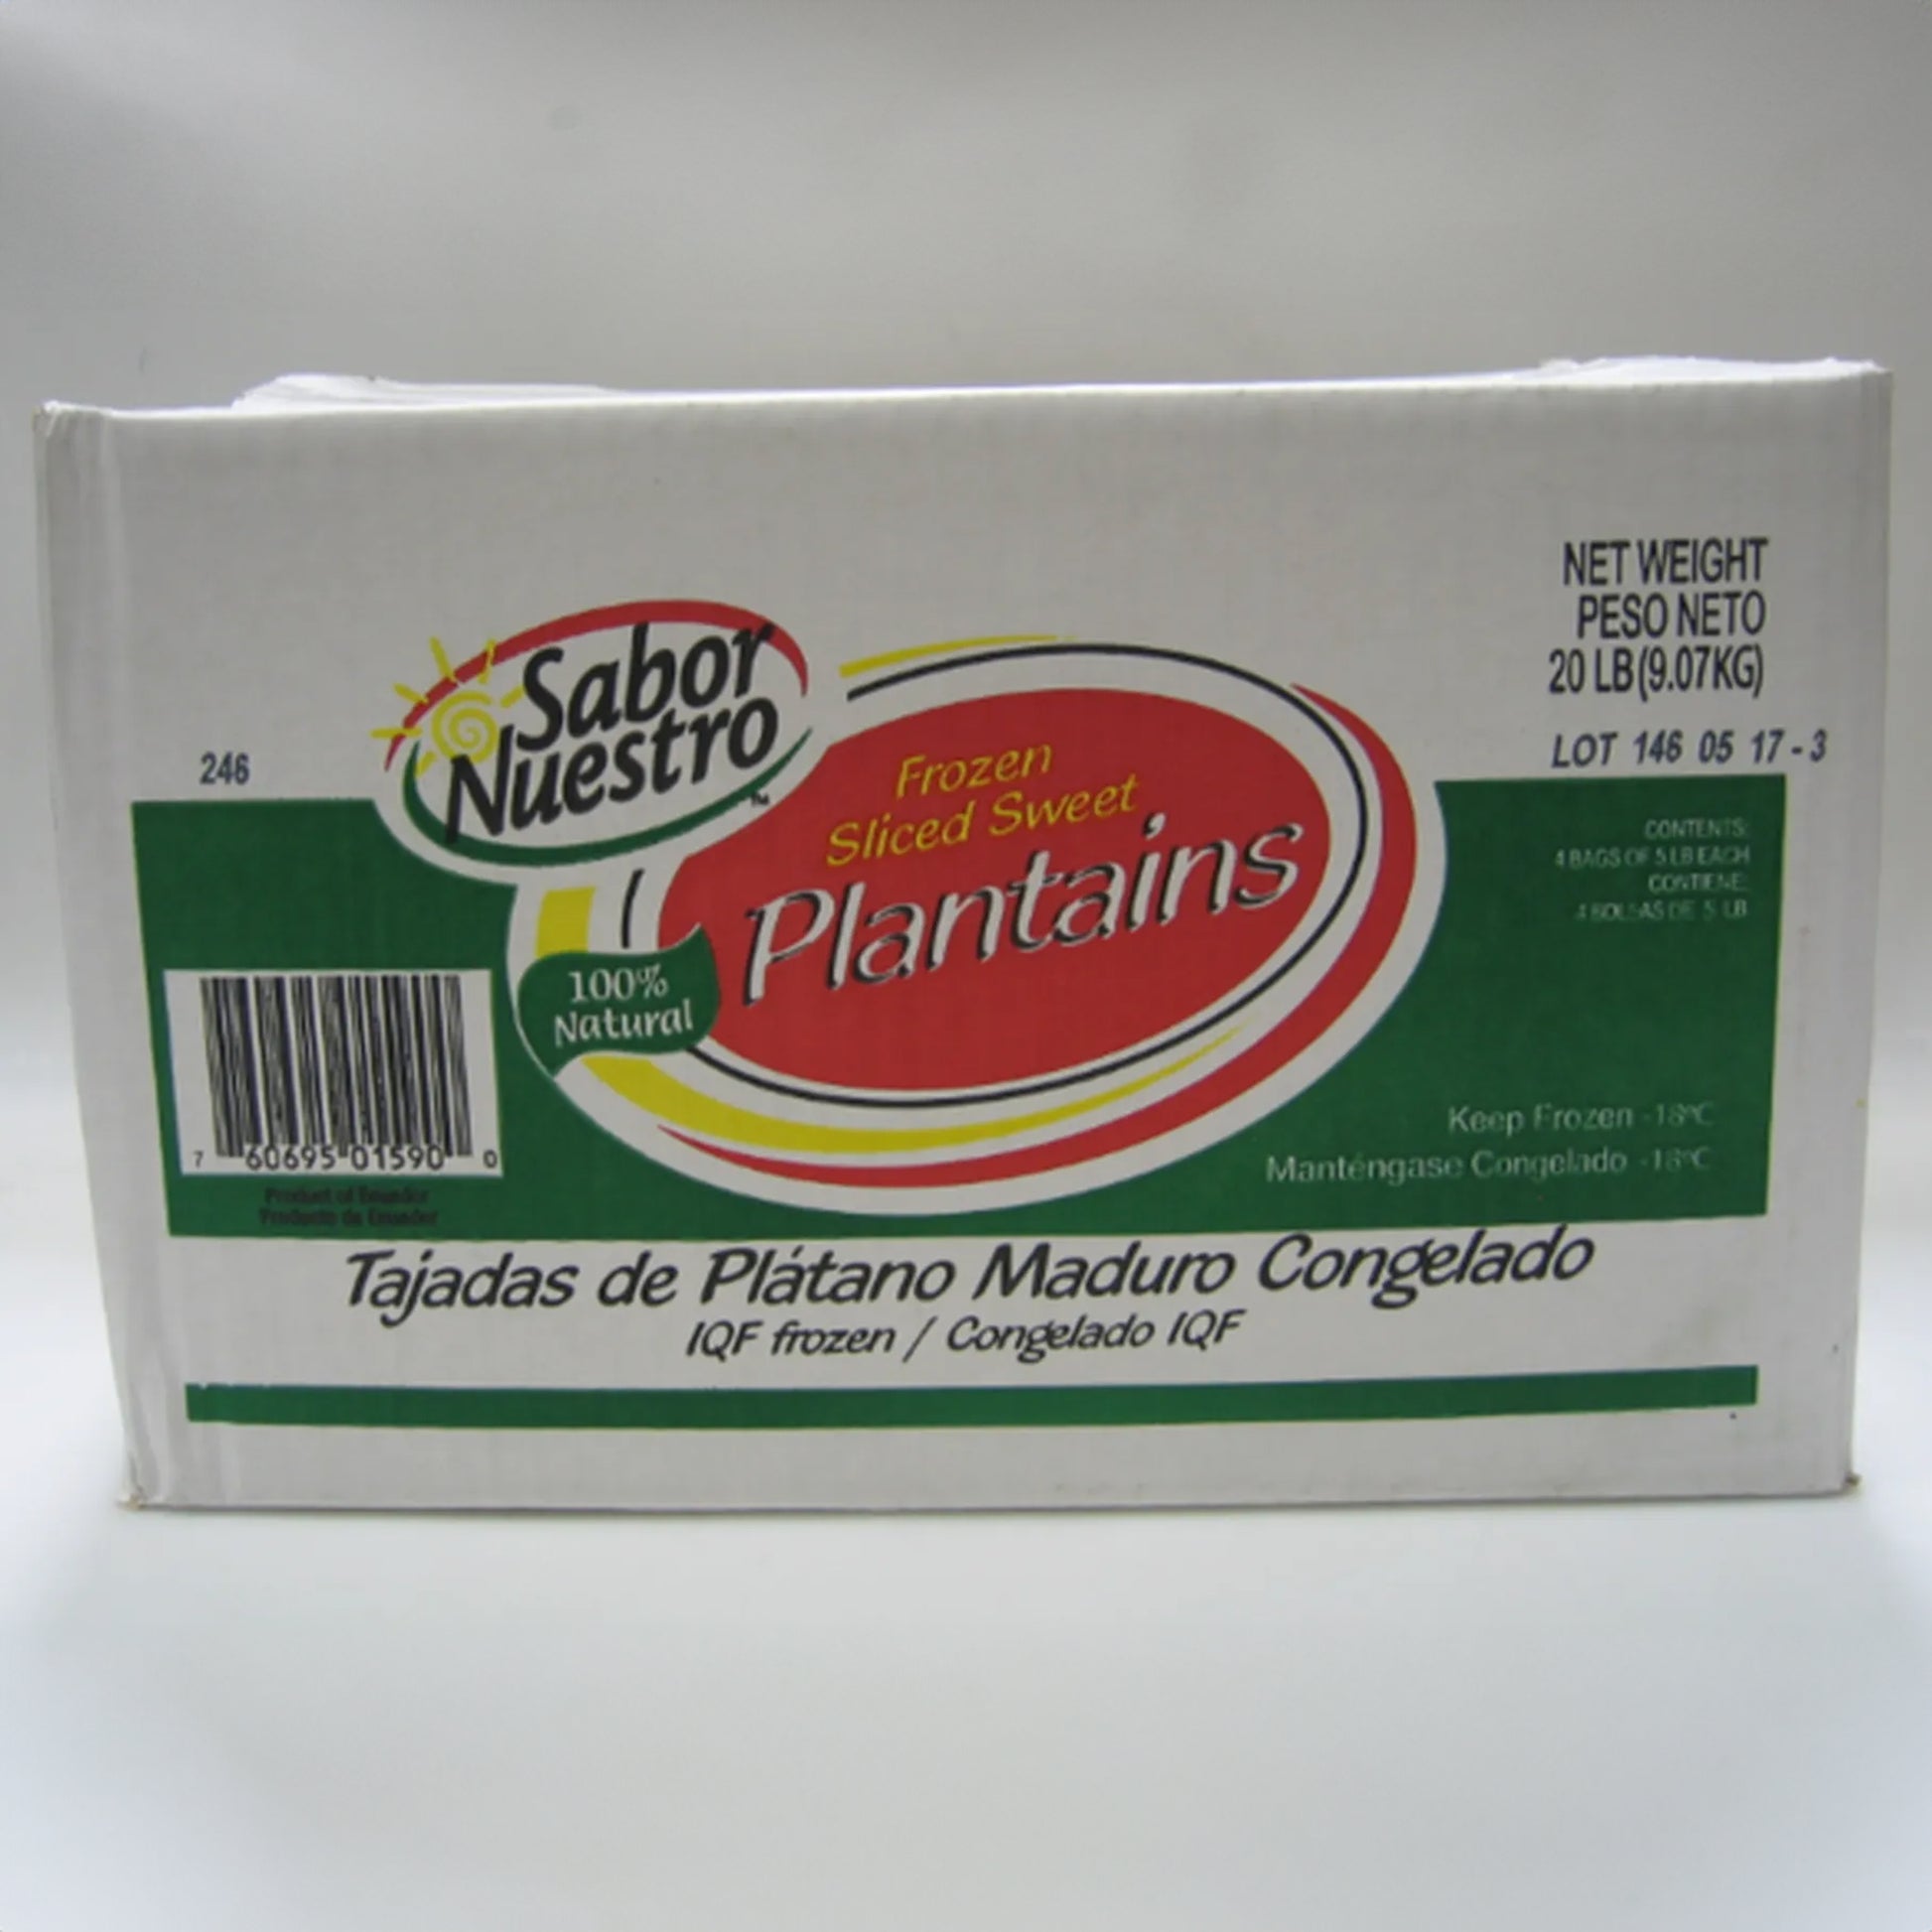 NET WEIGHT
PESO NETO
20 LB (9.07KG)
LOT 146 05 17-3
246
Sabor
Nuestro
™
Frozen
Sliced Sweet
Plantains
100%
Natural
CONTENTS:
4 BAGS OF 5 LB EACH
CONTIENE:
4 BOLSAS DE 5 LB
7 60695 01590 0
Product of Ecuador
Producto de Ecuador
Keep Frozen -18ºC
Manténgase Congelado -18ºC
Tajadas de Plátano Maduro Congelado
IQF frozen / Congelado IQF